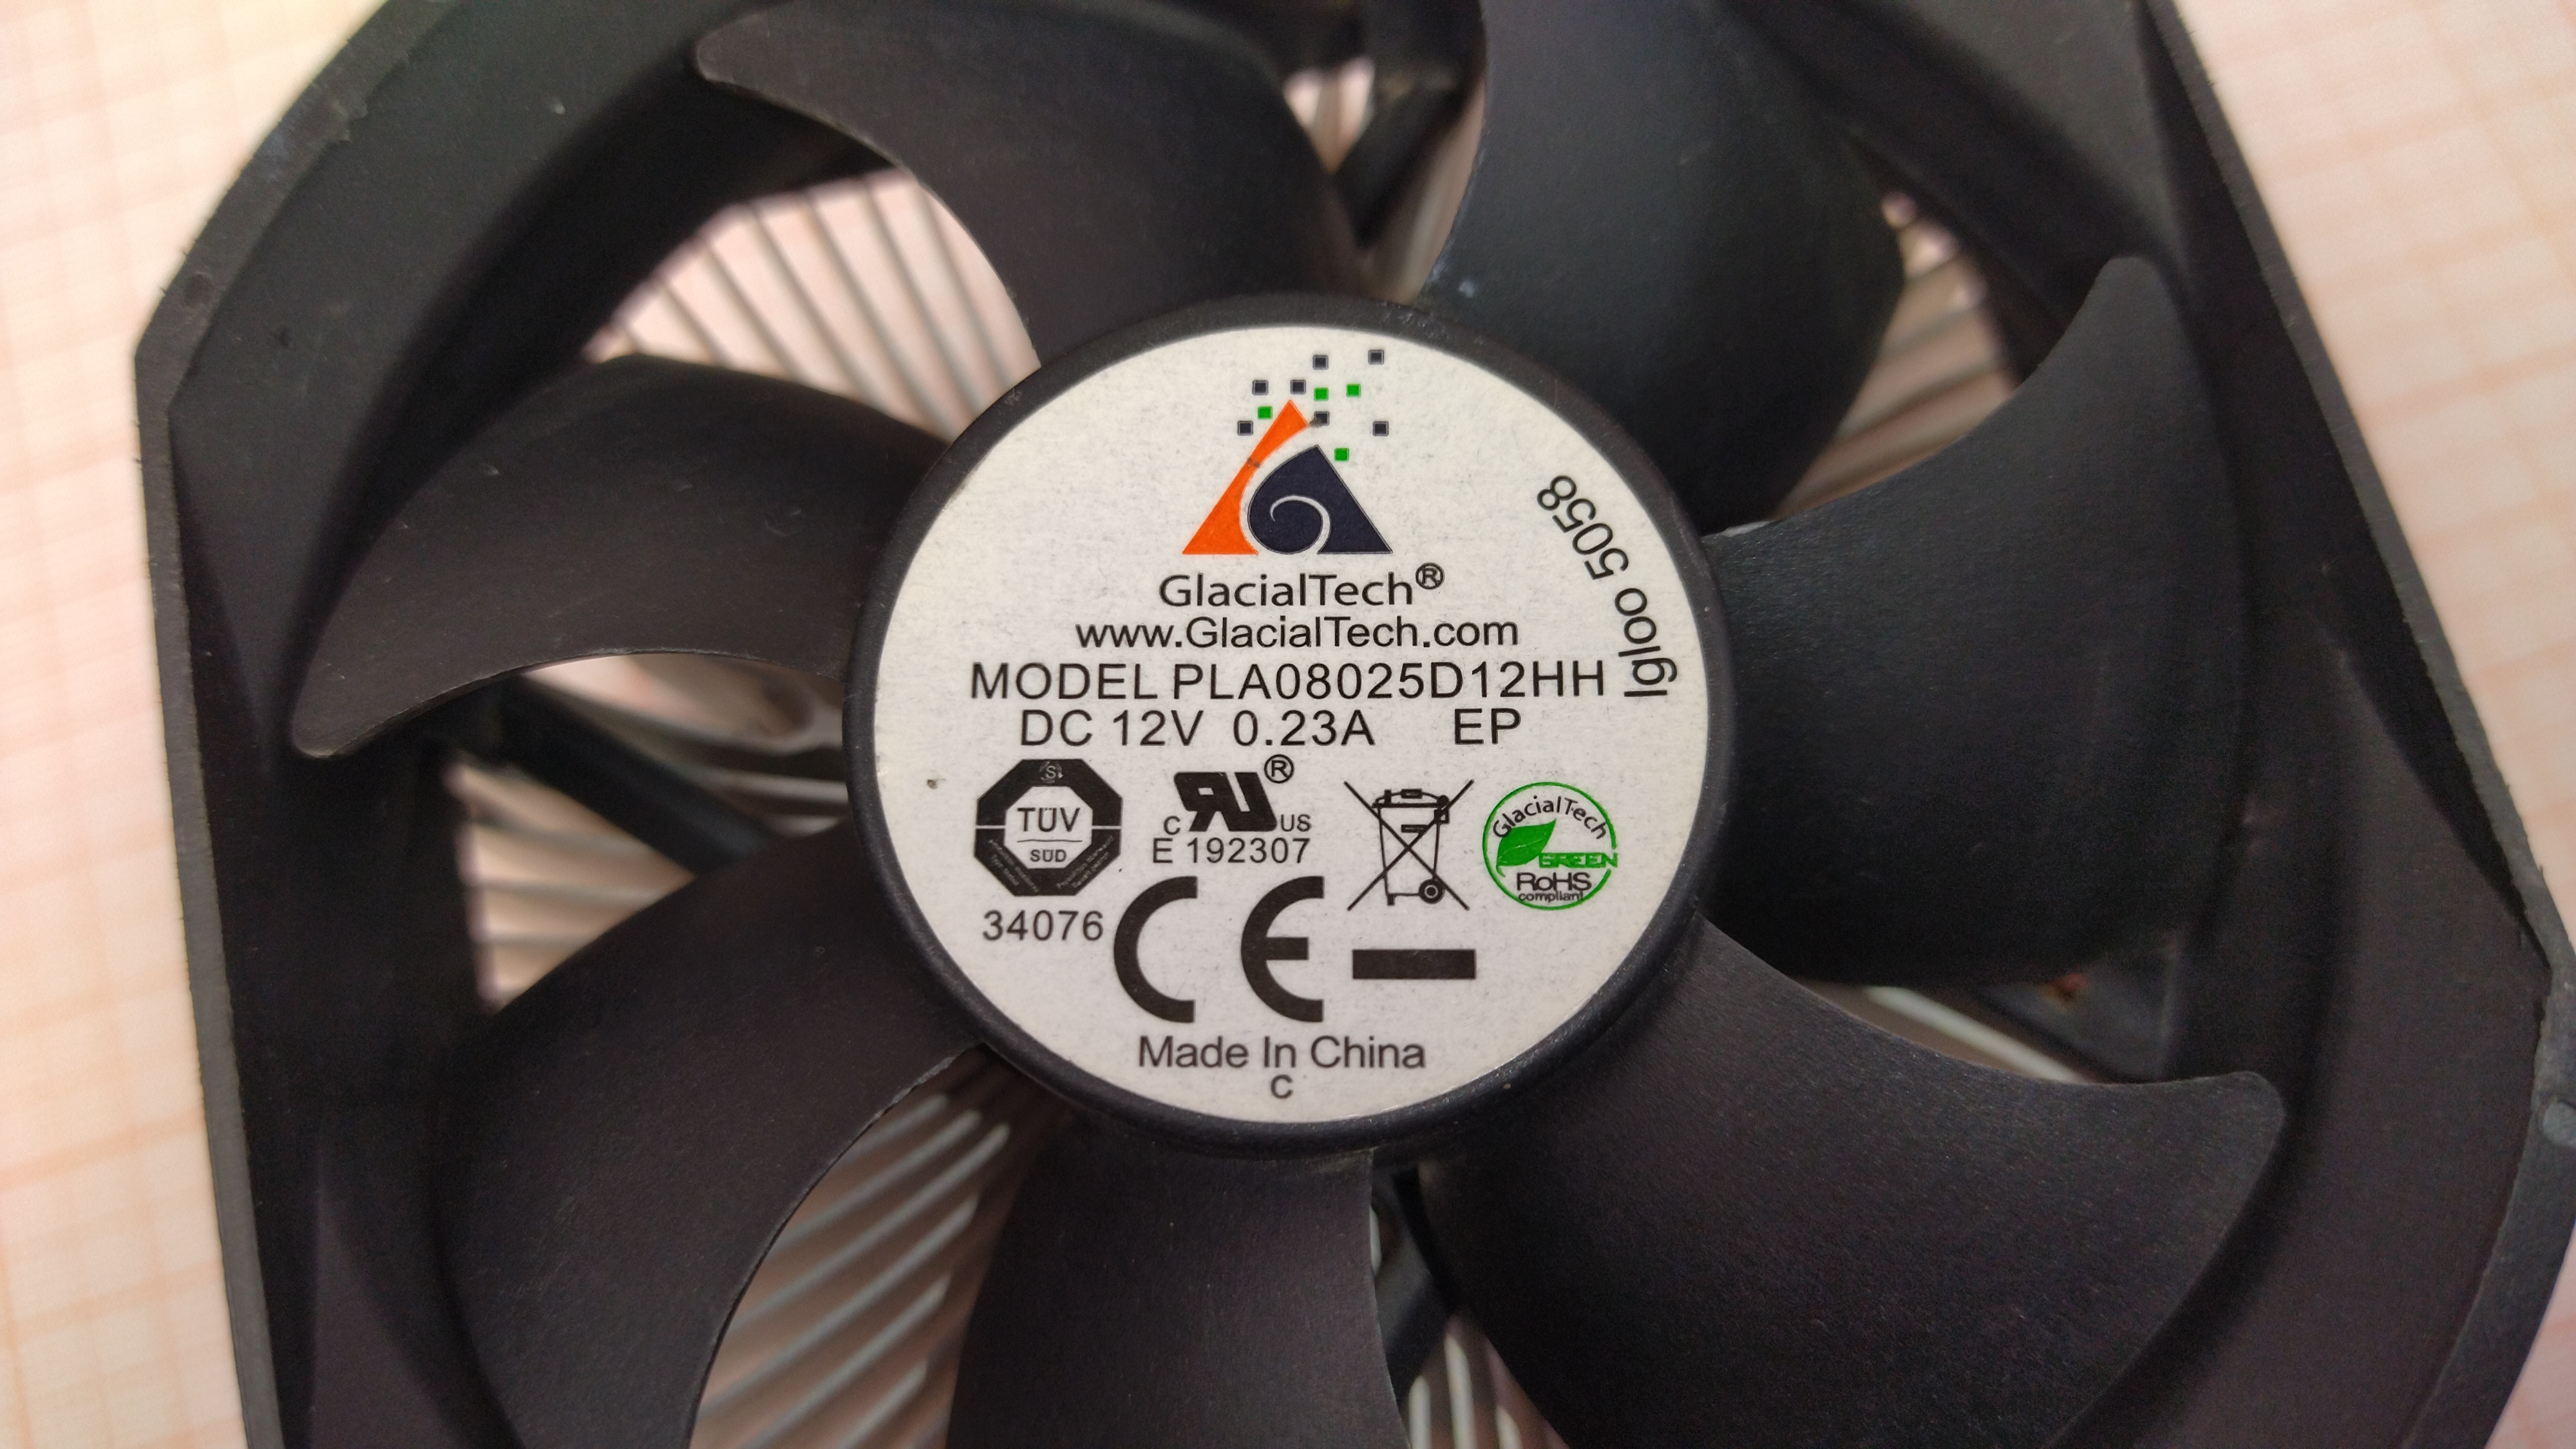 GlacialTech®
www.GlacialTech.com
MODEL PLA08025D12HH
DC 12V 0.23A EP
Igloo 5058
S
TÜV
SÜD
34076
C RU US ®
E 192307
GlacialTech
GREEN
RoHS
compliant
CE
Made In China
C